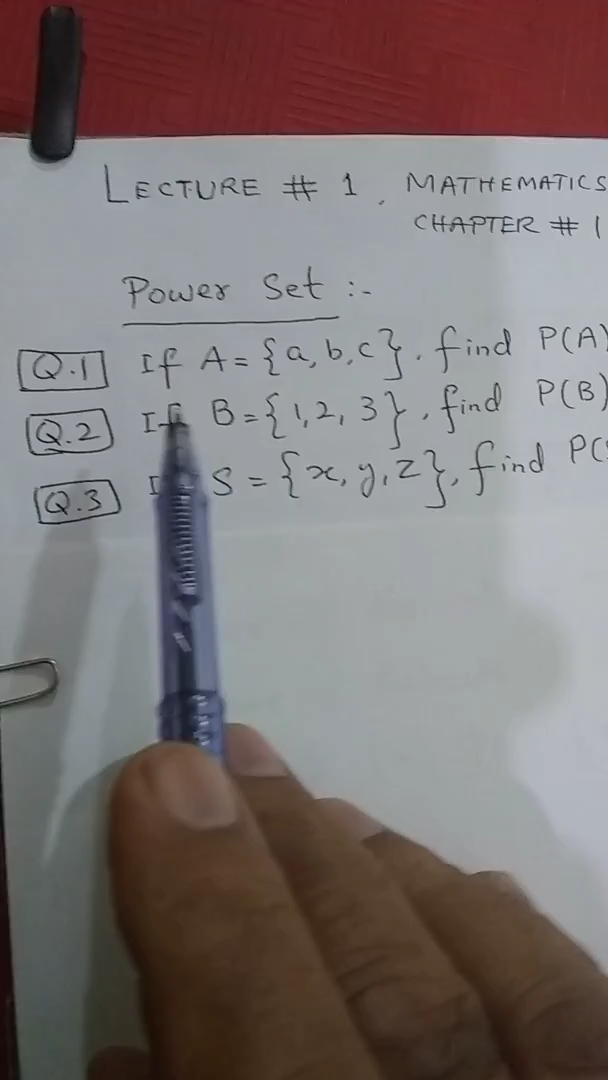 LECTURE # 1, MATHEMATICS
CHAPTER # 1
Power Set :-
Q.1 If A = {a, b, c}, find P(A)
Q.2 If B = {1, 2, 3}, find P(B)
Q.3 S = {x, y, z}, find P(